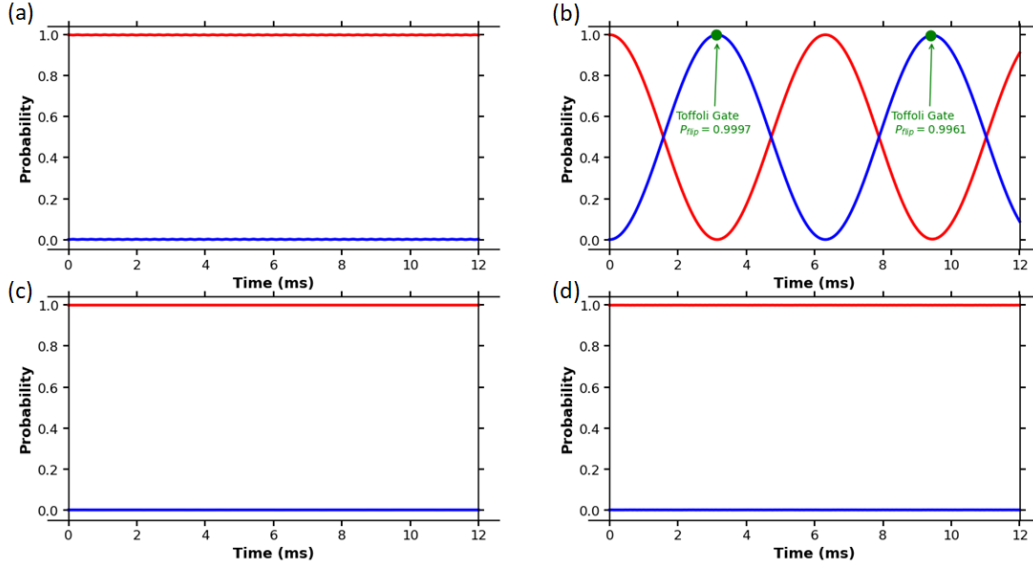 (a)
1.0
0.8
0.6
0.4
0.2
0.0
Probability
0 2 4 6 8 10 12
Time (ms)
(b)
1.0
0.8
0.6
0.4
0.2
0.0
Probability
Toffoli Gate
P_flip = 0.9997
Toffoli Gate
P_flip = 0.9961
0 2 4 6 8 10 12
Time (ms)
(c)
1.0
0.8
0.6
0.4
0.2
0.0
Probability
0 2 4 6 8 10 12
Time (ms)
(d)
1.0
0.8
0.6
0.4
0.2
0.0
Probability
0 2 4 6 8 10 12
Time (ms)